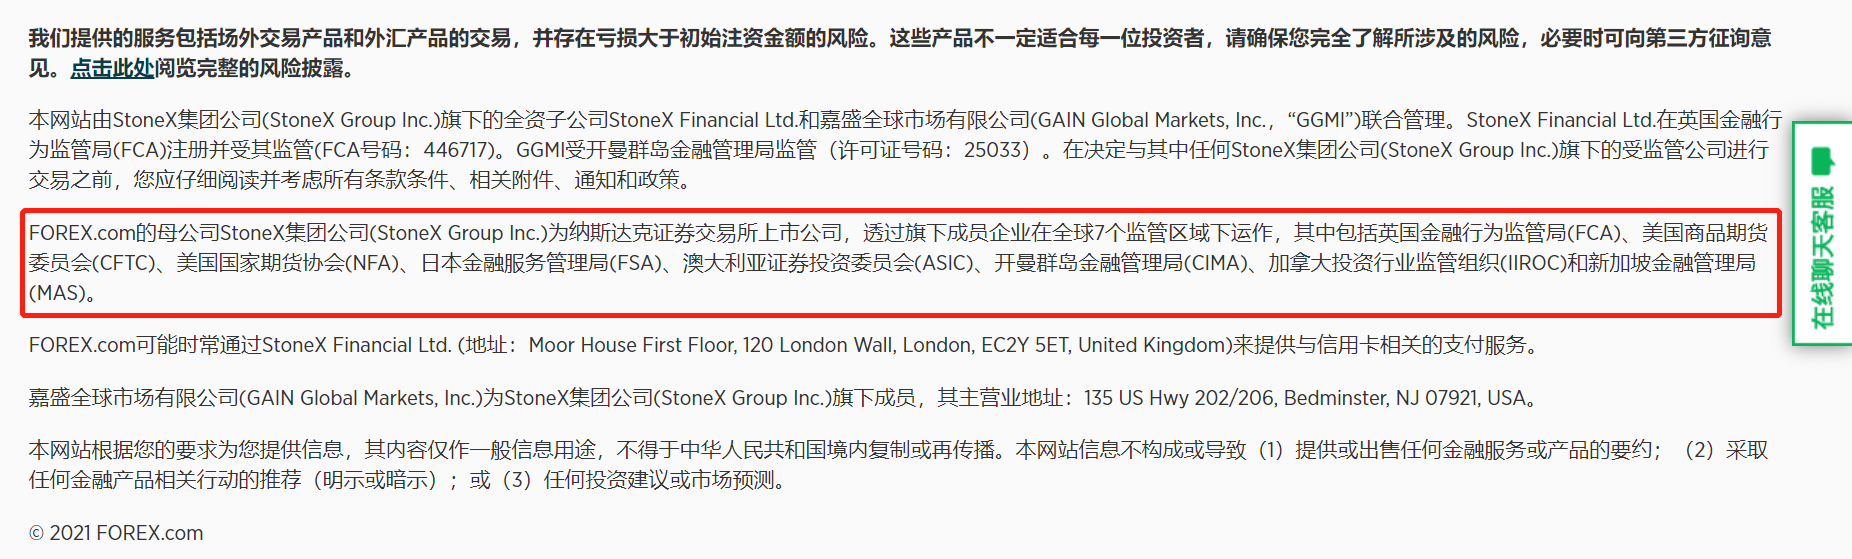 我们提供的服务包括场外交易产品和外汇产品的交易，并存在亏损大于初始注资金额的风险。这些产品不一定适合每一位投资者，请确保您完全了解所涉及的风险，必要时可向第三方征询意
见。点击此处阅览完整的风险披露。
本网站由StoneX集团公司(StoneX Group Inc.)旗下的全资子公司StoneX Financial Ltd.和嘉盛全球市场有限公司(GAIN Global Markets, Inc.，“GGMI”)联合管理。StoneX Financial Ltd.在英国金融行
为监管局(FCA)注册并受其监管(FCA号码：446717)。GGMI受开曼群岛金融管理局监管（许可证号码：25033）。在决定与其中任何StoneX集团公司(StoneX Group Inc.)旗下的受监管公司进行
交易之前，您应仔细阅读并考虑所有条款条件、相关附件、通知和政策。
FOREX.com的母公司StoneX集团公司(StoneX Group Inc.)为纳斯达克证券交易所上市公司，透过旗下成员企业在全球7个监管区域下运作，其中包括英国金融行为监管局(FCA)、美国商品期货
委员会(CFTC)、美国国家期货协会(NFA)、日本金融服务管理局(FSA)、澳大利亚证券投资委员会(ASIC)、开曼群岛金融管理局(CIMA)、加拿大投资行业监管组织(IIROC)和新加坡金融管理局
(MAS)。
FOREX.com可能时常通过StoneX Financial Ltd. (地址：Moor House First Floor, 120 London Wall, London, EC2Y 5ET, United Kingdom)来提供与信用卡相关的支付服务。
嘉盛全球市场有限公司(GAIN Global Markets, Inc.)为StoneX集团公司(StoneX Group Inc.)旗下成员，其主营业地址：135 US Hwy 202/206, Bedminster, NJ 07921, USA。
本网站根据您的要求为您提供信息，其内容仅作一般信息用途，不得于中华人民共和国境内复制或再传播。本网站信息不构成或导致（1）提供或出售任何金融服务或产品的要约；（2）采取
任何金融产品相关行动的推荐（明示或暗示）；或（3）任何投资建议或市场预测。
© 2021 FOREX.com
在线聊天客服